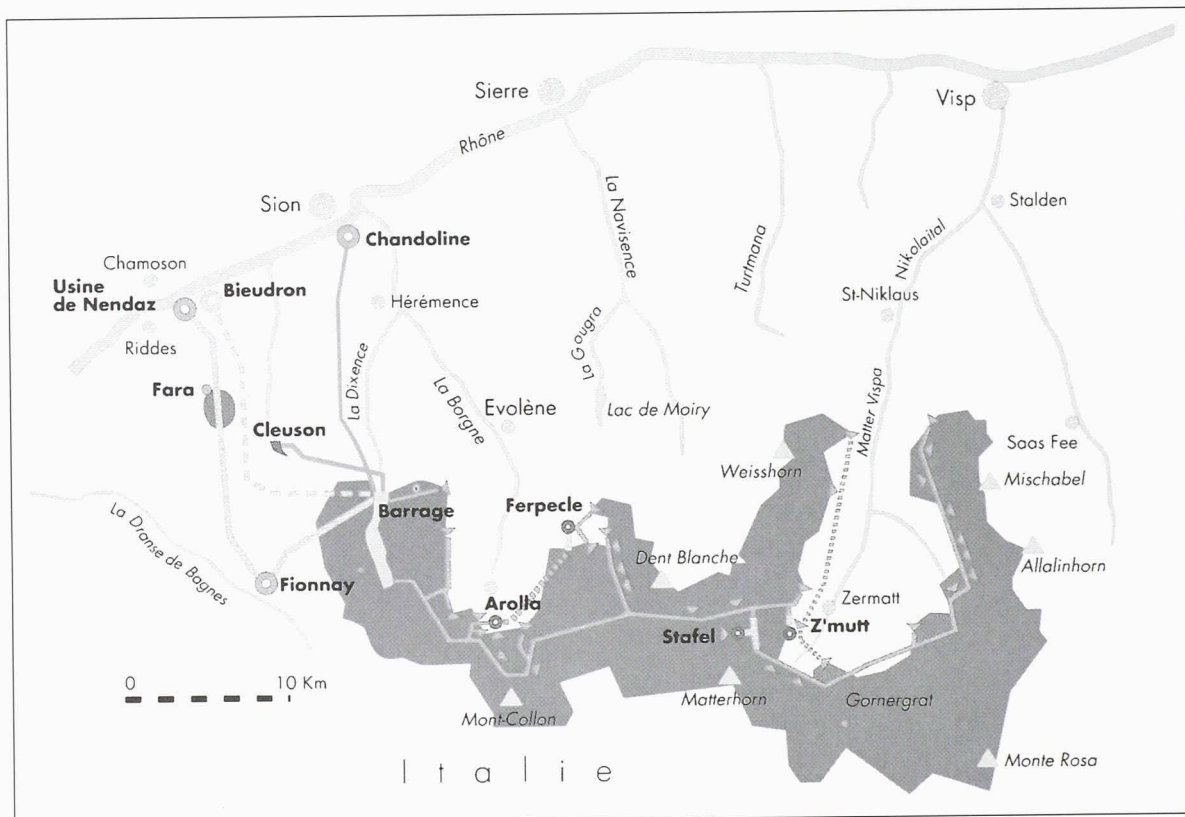 Sierre
Visp
Rhône
Sion
La Navisence
Stalden
Chandoline
Turtmana
Nikolaital
Chamoson
Usine
de Nendaz
Bieudron
Hérémence
St-Niklaus
Riddes
La Gougra
Fara
La Dixence
La Borgne
Evolène
Lac de Moiry
Matter Vispa
Cleuson
Saas Fee
Weisshorn
Mischabel
Barrage
Ferpecle
La Dranse de Bagnes
Dent Blanche
Allalinhorn
Fionnay
Arolla
Zermatt
Stafel
Z'mutt
0 10 Km
Mont-Collon
Matterhorn
Gornergrat
Monte Rosa
Italie